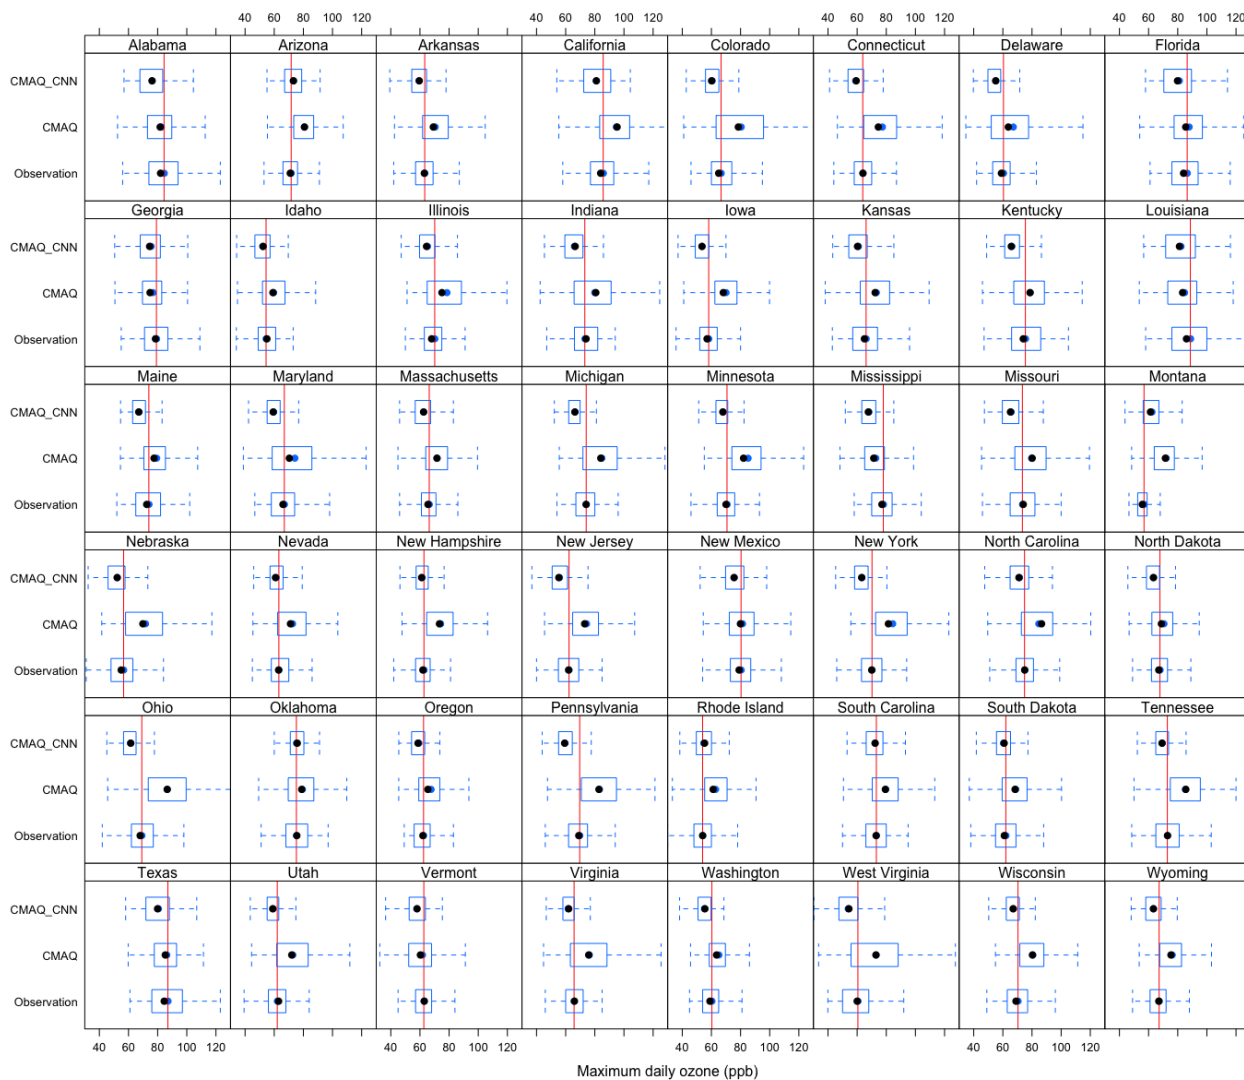 40 60 80 100 120 40 60 80 100 120 40 60 80 100 120 40 60 80 100 120
Alabama Arizona Arkansas California Colorado Connecticut Delaware Florida
CMAQ_CNN
CMAQ
Observation
Georgia Idaho Illinois Indiana Iowa Kansas Kentucky Louisiana
CMAQ_CNN
CMAQ
Observation
Maine Maryland Massachusetts Michigan Minnesota Mississippi Missouri Montana
CMAQ_CNN
CMAQ
Observation
Nebraska Nevada New Hampshire New Jersey New Mexico New York North Carolina North Dakota
CMAQ_CNN
CMAQ
Observation
Ohio Oklahoma Oregon Pennsylvania Rhode Island South Carolina South Dakota Tennessee
CMAQ_CNN
CMAQ
Observation
Texas Utah Vermont Virginia Washington West Virginia Wisconsin Wyoming
CMAQ_CNN
CMAQ
Observation
40 60 80 100 120 40 60 80 100 120 40 60 80 100 120 40 60 80 100 120
Maximum daily ozone (ppb)